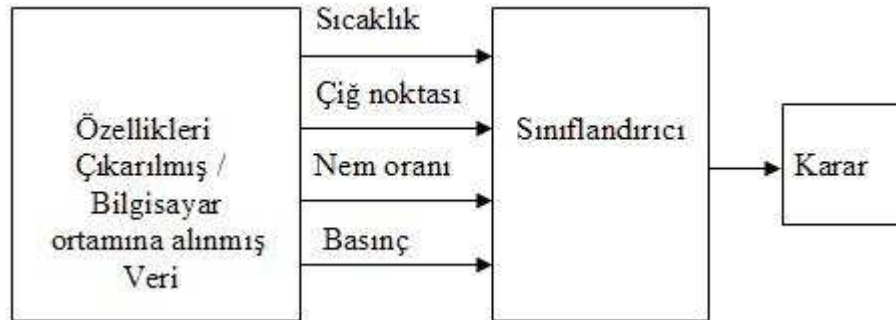 Özellikleri
Çıkarılmış /
Bilgisayar
ortamına alınmış
Veri
Sıcaklık
Çiğ noktası
Nem oranı
Basınç
Sınıflandırıcı
Karar